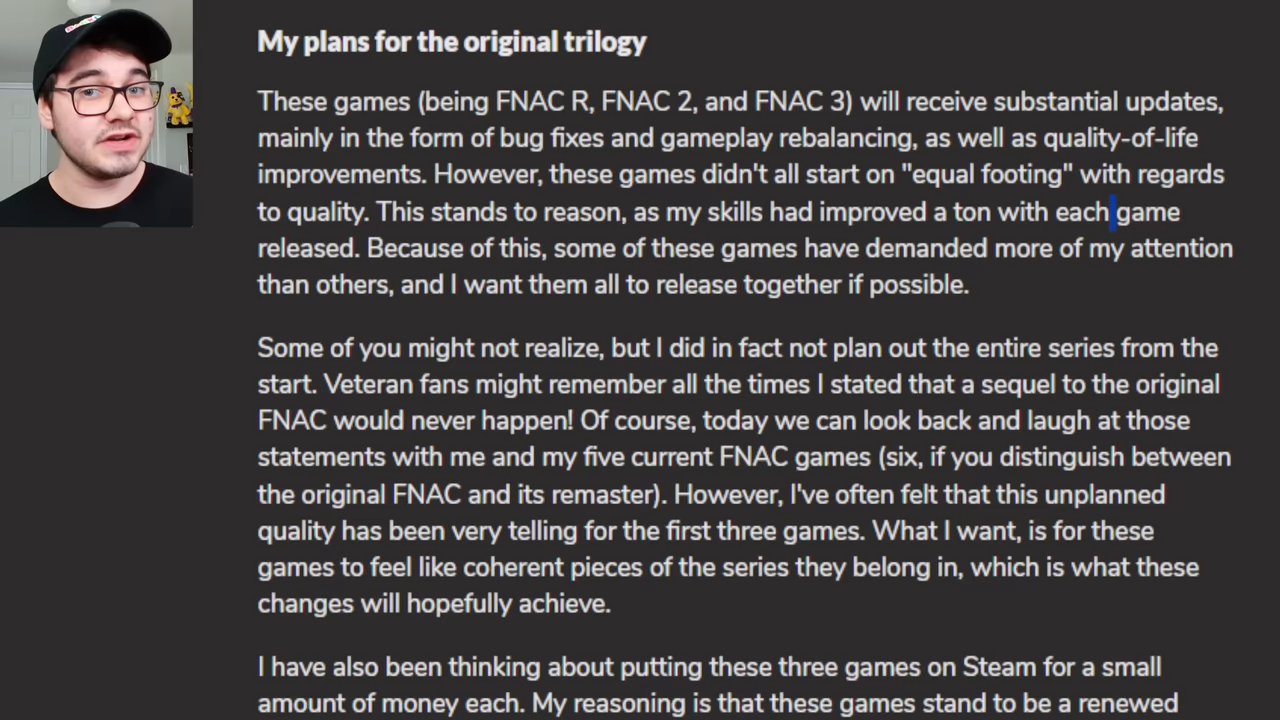 My plans for the original trilogy
These games (being FNAC R, FNAC 2, and FNAC 3) will receive substantial updates,
mainly in the form of bug fixes and gameplay rebalancing, as well as quality-of-life
improvements. However, these games didn't all start on "equal footing" with regards
to quality. This stands to reason, as my skills had improved a ton with each game
released. Because of this, some of these games have demanded more of my attention
than others, and I want them all to release together if possible.
Some of you might not realize, but I did in fact not plan out the entire series from the
start. Veteran fans might remember all the times I stated that a sequel to the original
FNAC would never happen! Of course, today we can look back and laugh at those
statements with me and my five current FNAC games (six, if you distinguish between
the original FNAC and its remaster). However, I've often felt that this unplanned
quality has been very telling for the first three games. What I want, is for these
games to feel like coherent pieces of the series they belong in, which is what these
changes will hopefully achieve.
I have also been thinking about putting these three games on Steam for a small
amount of money each. My reasoning is that these games stand to be a renewed